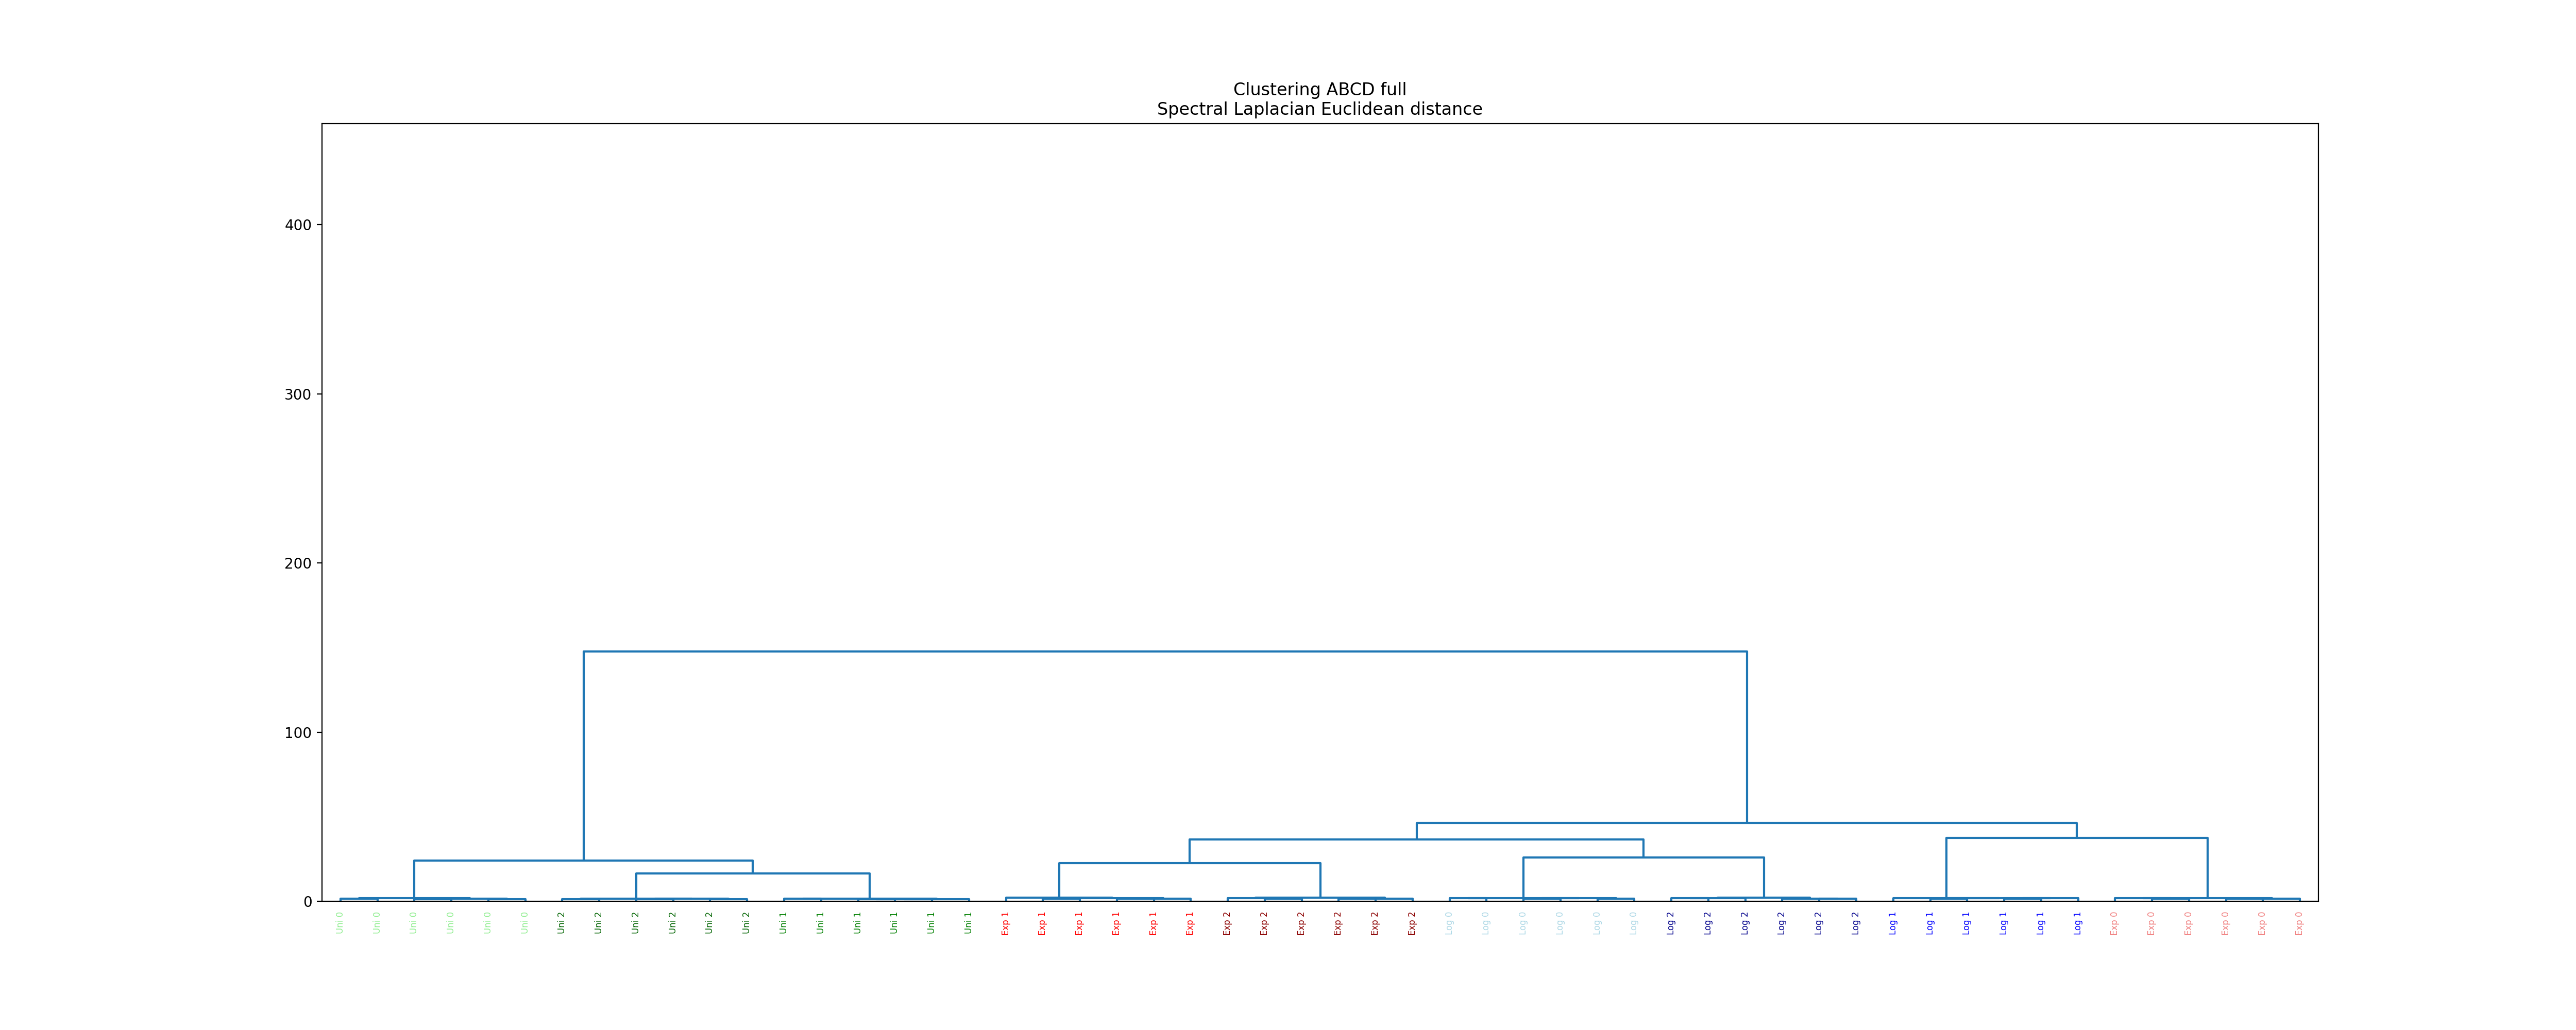 Clustering ABCD full
Spectral Laplacian Euclidean distance
400
300
200
100
0
Uni 0 Uni 0 Uni 0 Uni 0 Uni 0 Uni 0 Uni 2 Uni 2 Uni 2 Uni 2 Uni 2 Uni 2 Uni 1 Uni 1 Uni 1 Uni 1 Uni 1 Uni 1 Exp 1 Exp 1 Exp 1 Exp 1 Exp 1 Exp 1 Exp 2 Exp 2 Exp 2 Exp 2 Exp 2 Exp 2 Log 0 Log 0 Log 0 Log 0 Log 0 Log 0 Log 2 Log 2 Log 2 Log 2 Log 2 Log 2 Log 1 Log 1 Log 1 Log 1 Log 1 Log 1 Exp 0 Exp 0 Exp 0 Exp 0 Exp 0 Exp 0